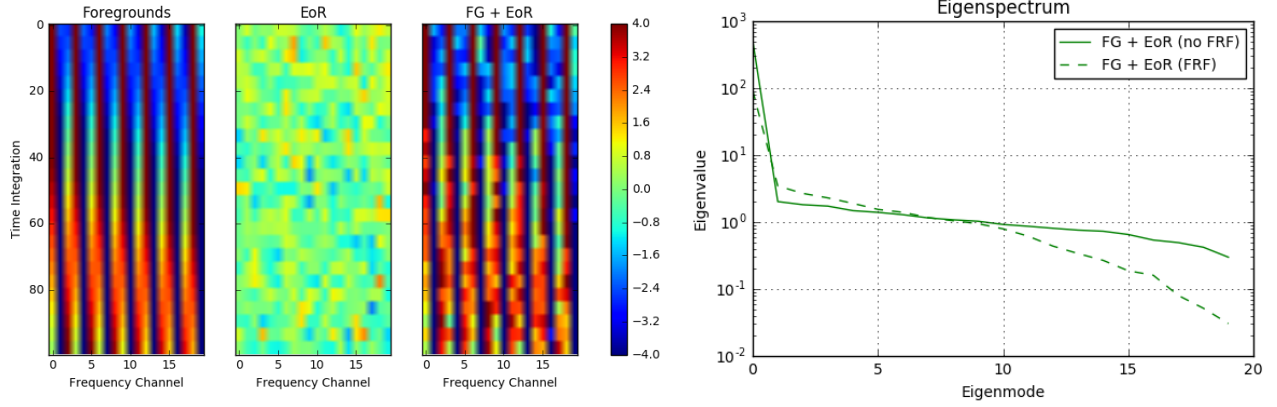 Foregrounds
EoR
FG + EoR
Time Integration
0
20
40
60
80
0 5 10 15
0 5 10 15
0 5 10 15
Frequency Channel
Frequency Channel
Frequency Channel
4.0
3.2
2.4
1.6
0.8
0.0
−0.8
−1.6
−2.4
−3.2
−4.0
Eigenspectrum
FG + EoR (no FRF)
FG + EoR (FRF)
Eigenvalue
10³
10²
10¹
10⁰
10⁻¹
10⁻²
0 5 10 15 20
Eigenmode